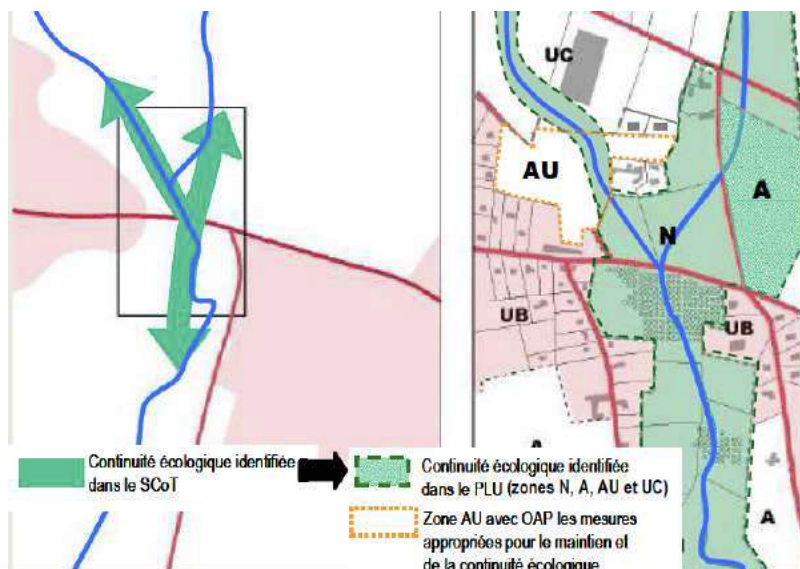 UC
AU
A
N
UB
UB
A
A
Continuité écologique identifiée
dans le SCoT
Continuité écologique identifiée
dans le PLU (zones N, A, AU et UC)
Zone AU avec OAP les mesures
appropriées pour le maintien et
de la continuité écologique